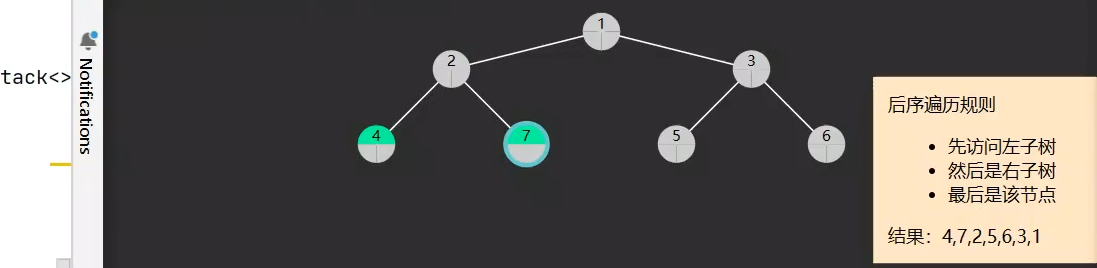 tack<>
Notifications
1
2
3
4
7
5
6
后序遍历规则
• 先访问左子树
• 然后是右子树
• 最后是该节点
结果：4,7,2,5,6,3,1